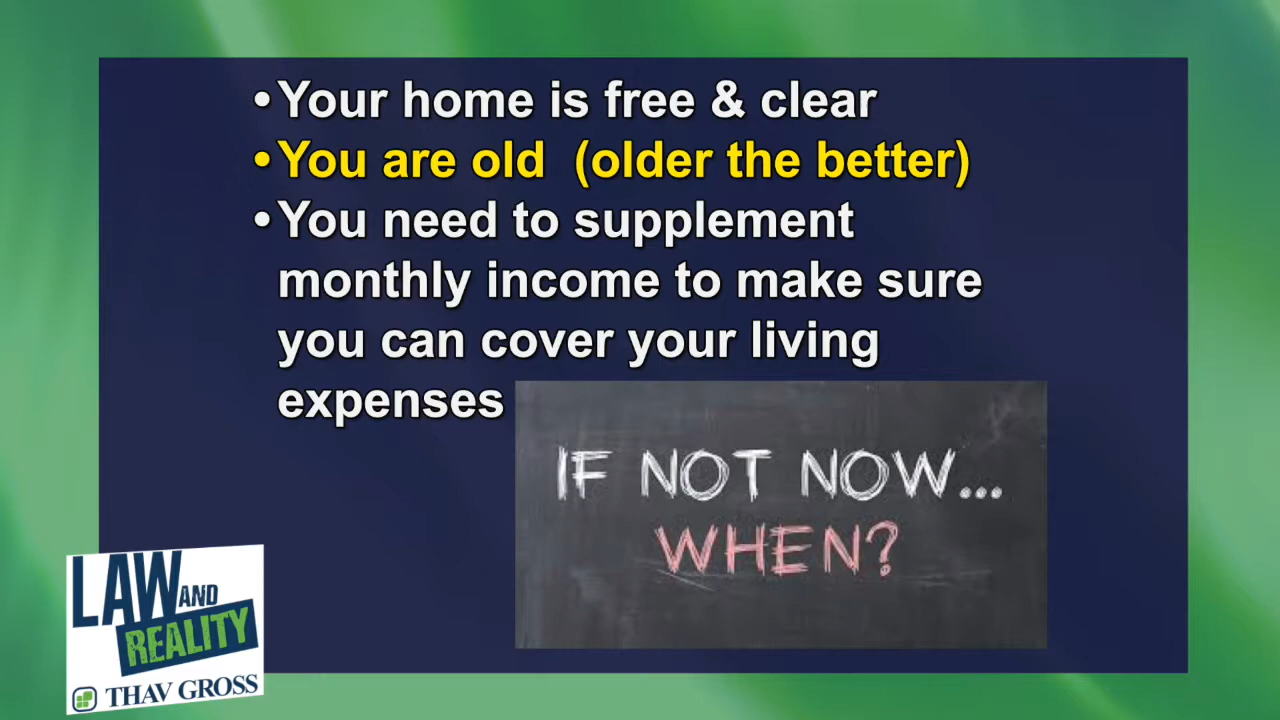 •Your home is free & clear
•You are old (older the better)
•You need to supplement
monthly income to make sure
you can cover your living
expenses
IF NOT NOW...
WHEN?
LAW AND
REALITY
THAV GROSS